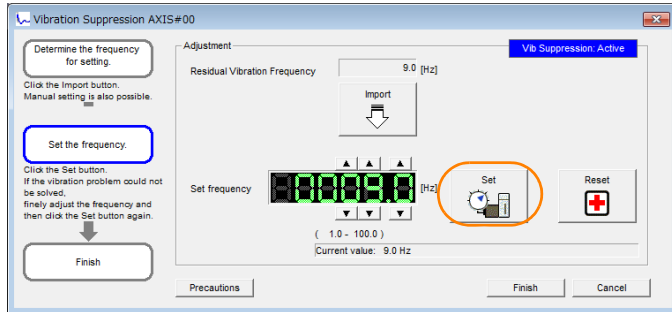 Vibration Suppression AXIS#00
Determine the frequency
for setting.
Click the Import button.
Manual setting is also possible.
Set the frequency.
Click the Set button.
If the vibration problem could not
be solved,
finely adjust the frequency and
then click the Set button again.
Finish
Adjustment
Vib Suppression: Active
Residual Vibration Frequency 9.0 [Hz]
Import
Set frequency 0009.0 [Hz]
Set
Reset
( 1.0 - 100.0 )
Current value: 9.0 Hz
Precautions
Finish
Cancel